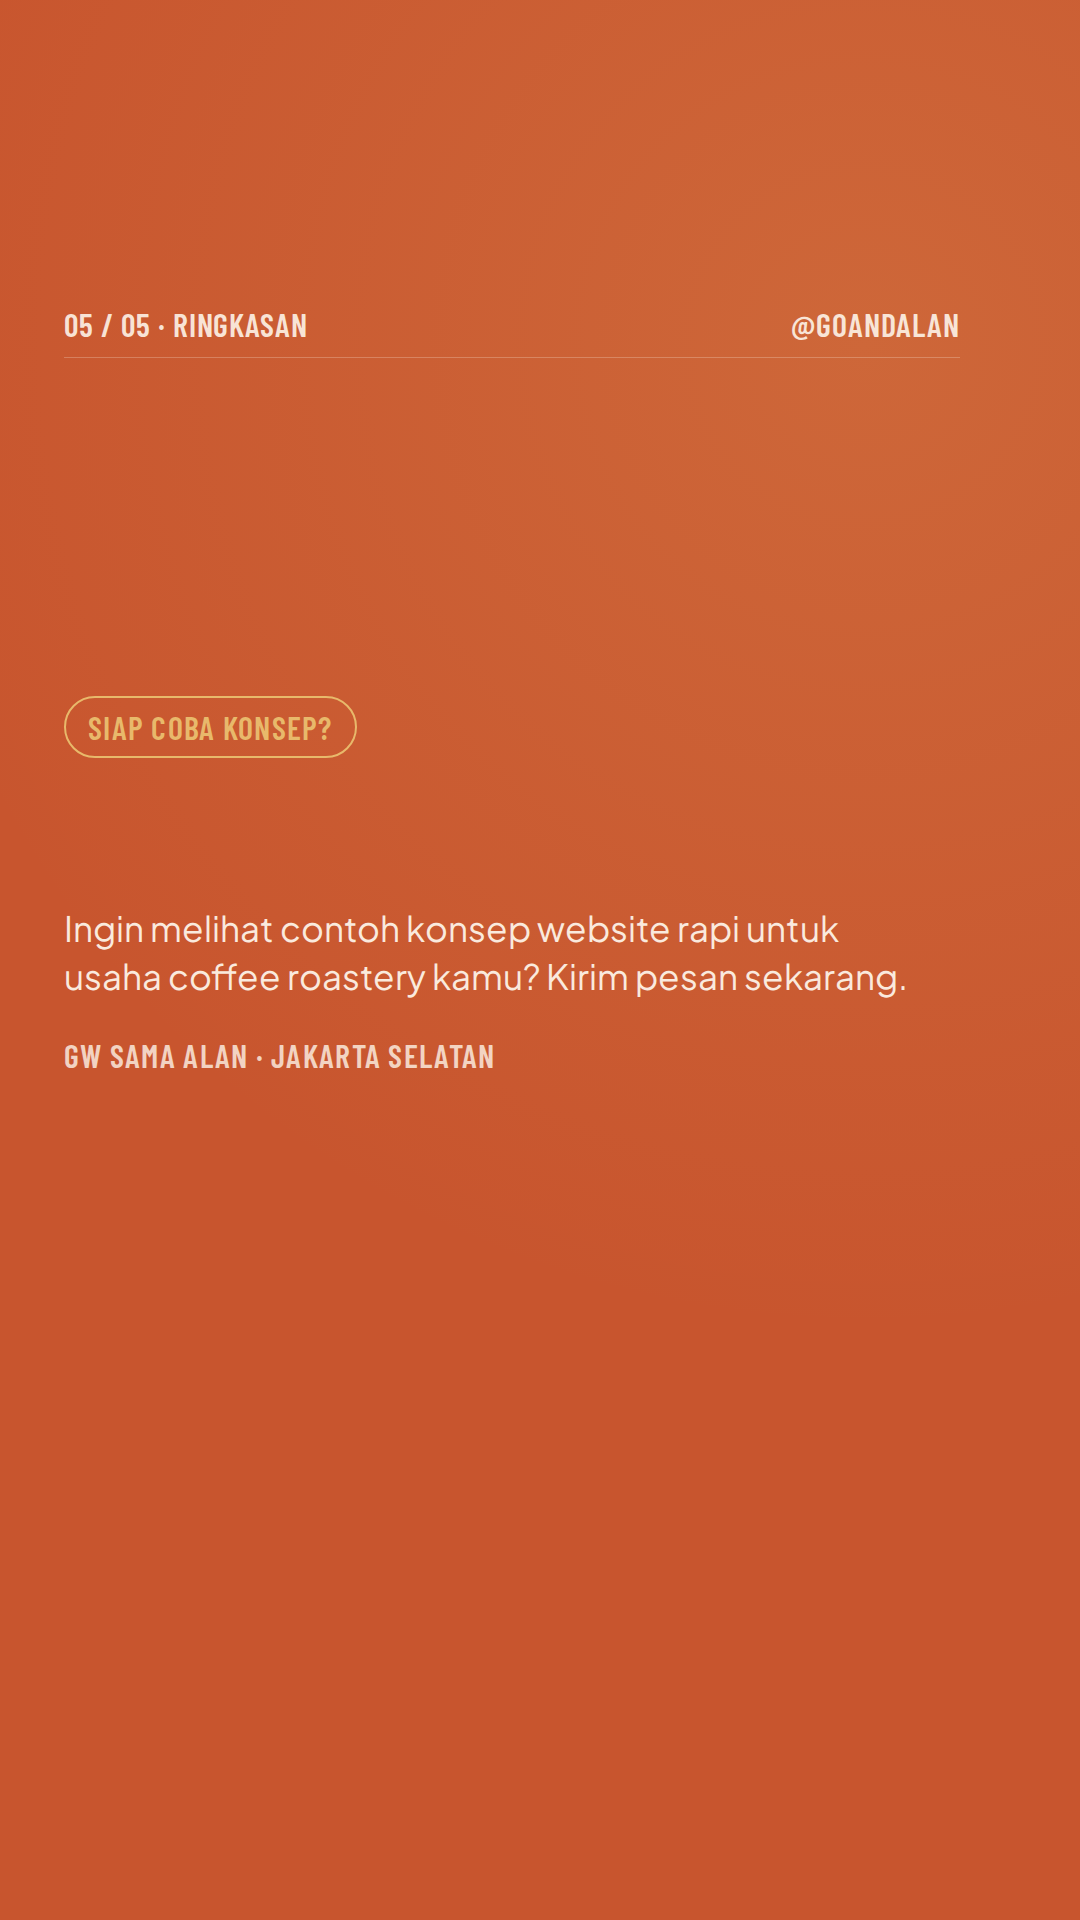 05 / 05 · RINGKASAN
@GOANDALAN
SIAP COBA KONSEP?
Ingin melihat contoh konsep website rapi untuk
usaha coffee roastery kamu? Kirim pesan sekarang.
GW SAMA ALAN · JAKARTA SELATAN